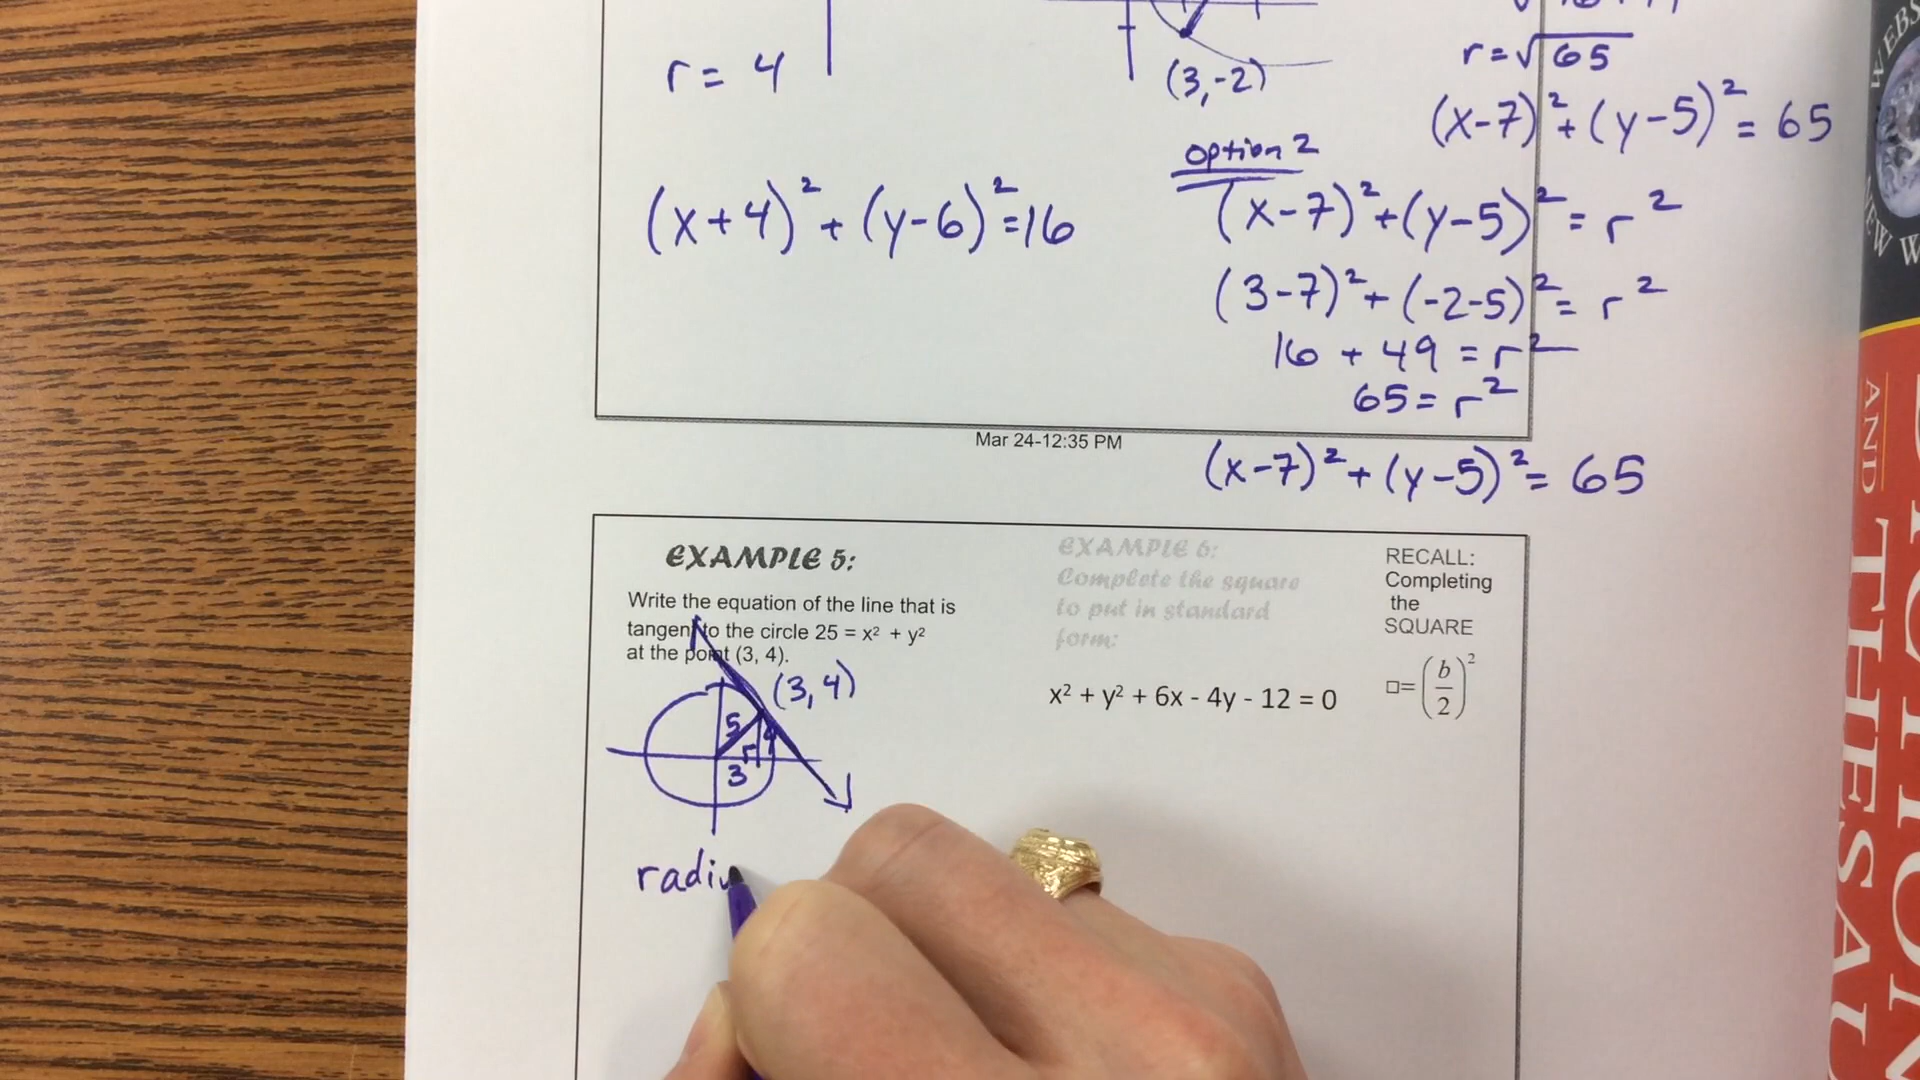 r = 4
(x+4)² + (y-6)² = 16
(3,-2)
r = √65
(x-7)² + (y-5)² = 65
option 2
(x-7)² + (y-5)² = r²
(3-7)² + (-2-5)² = r²
16 + 49 = r²
65 = r²
Mar 24-12:35 PM
(x-7)² + (y-5)² = 65
EXAMPLE 5:
Write the equation of the line that is
tangent to the circle 25 = x² + y²
at the point (3, 4).
(3, 4)
5
4
3
radiu
EXAMPLE 6:
Complete the square
to put in standard
form:
x² + y² + 6x - 4y - 12 = 0
RECALL:
Completing
the
SQUARE
□=(b/2)²
AND